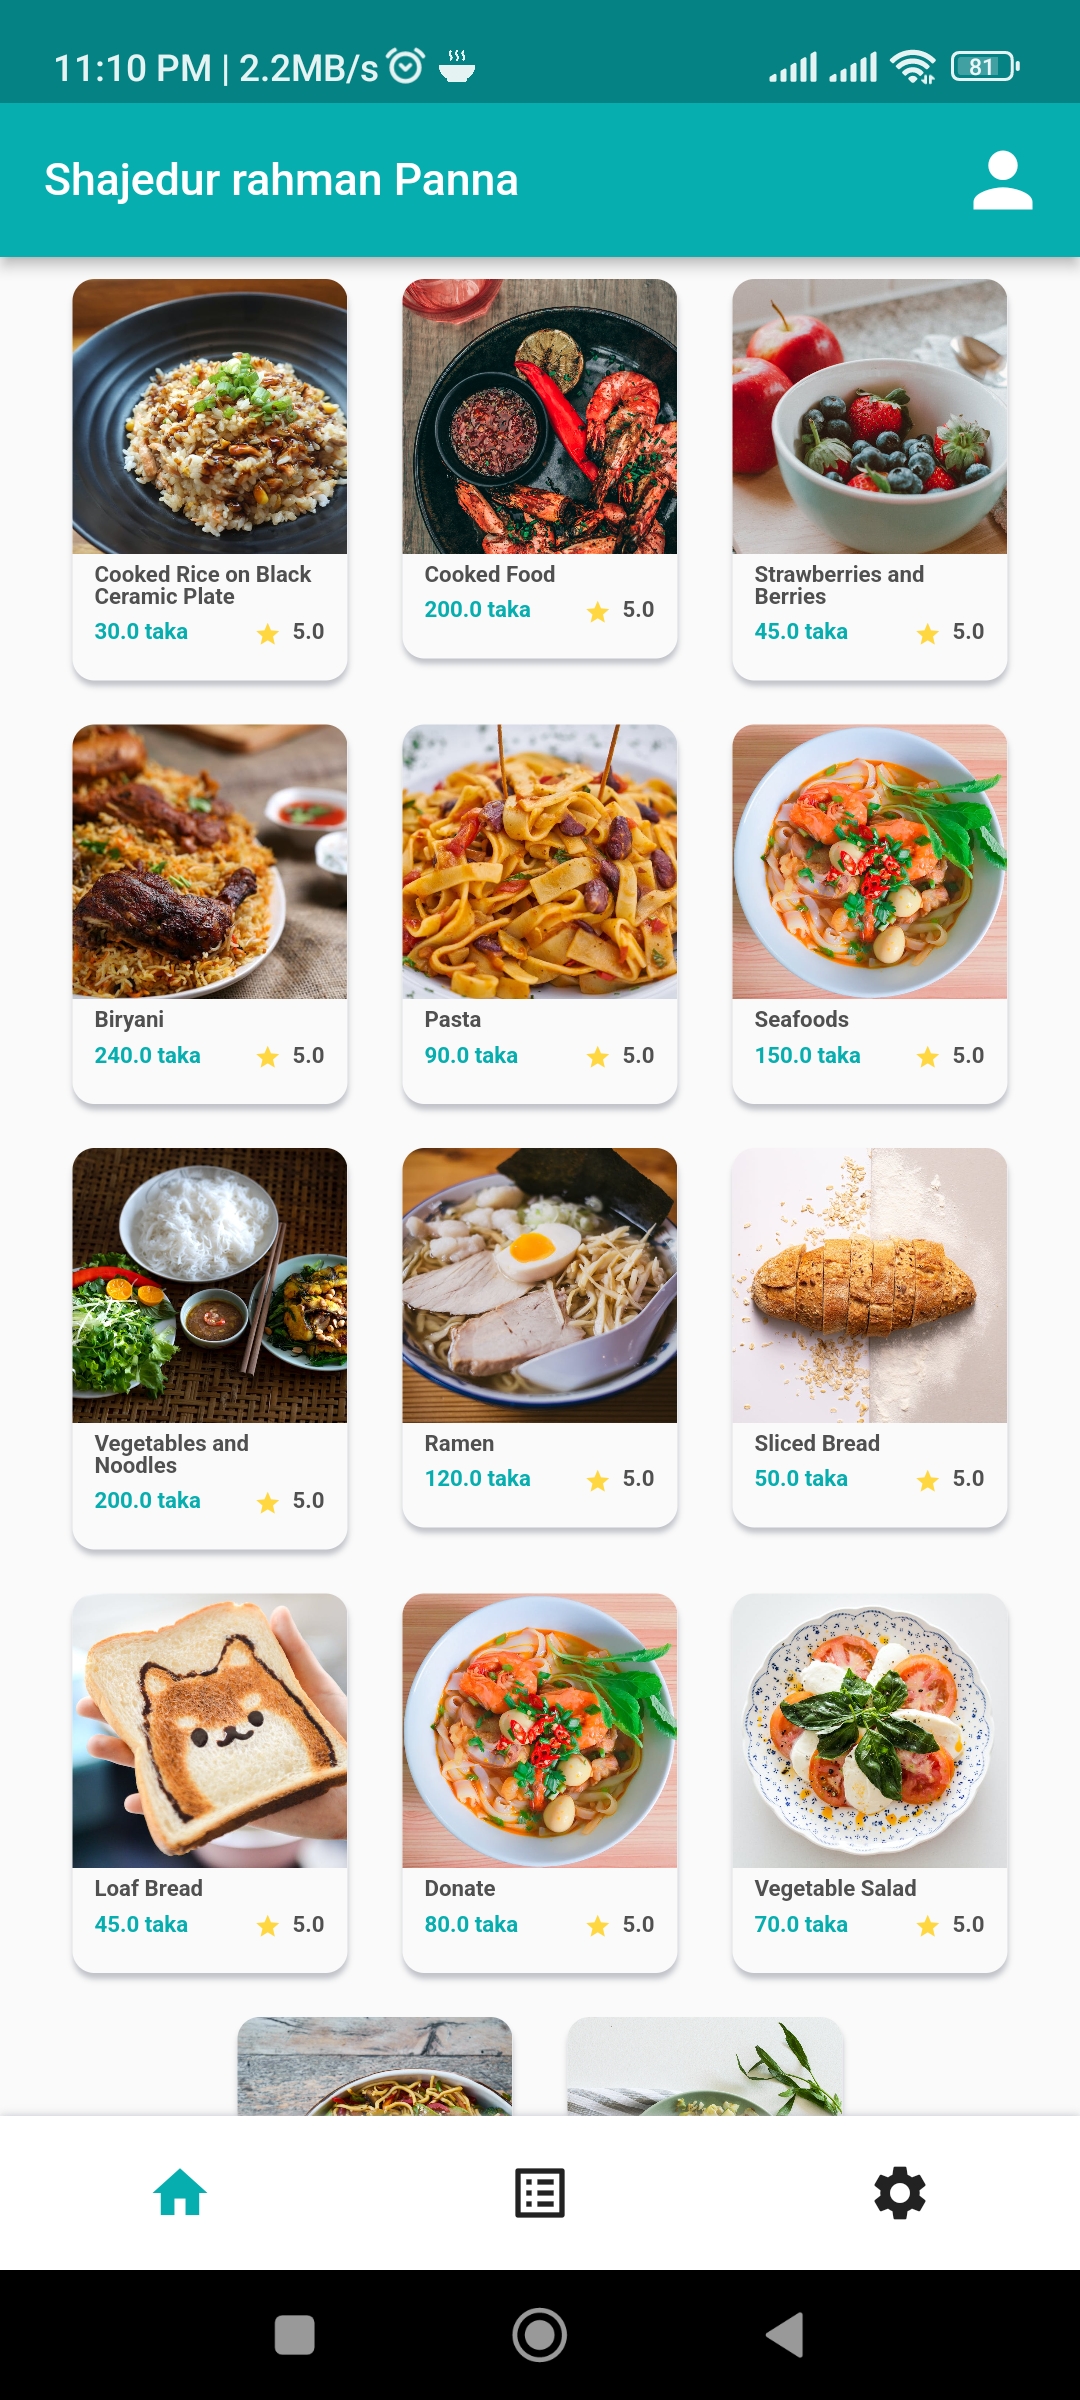 11:10 PM | 2.2MB/s
81
Shajedur rahman Panna
Cooked Rice on Black
Ceramic Plate
30.0 taka 5.0
Cooked Food
200.0 taka 5.0
Strawberries and
Berries
45.0 taka 5.0
Biryani
240.0 taka 5.0
Pasta
90.0 taka 5.0
Seafoods
150.0 taka 5.0
Vegetables and
Noodles
200.0 taka 5.0
Ramen
120.0 taka 5.0
Sliced Bread
50.0 taka 5.0
Loaf Bread
45.0 taka 5.0
Donate
80.0 taka 5.0
Vegetable Salad
70.0 taka 5.0